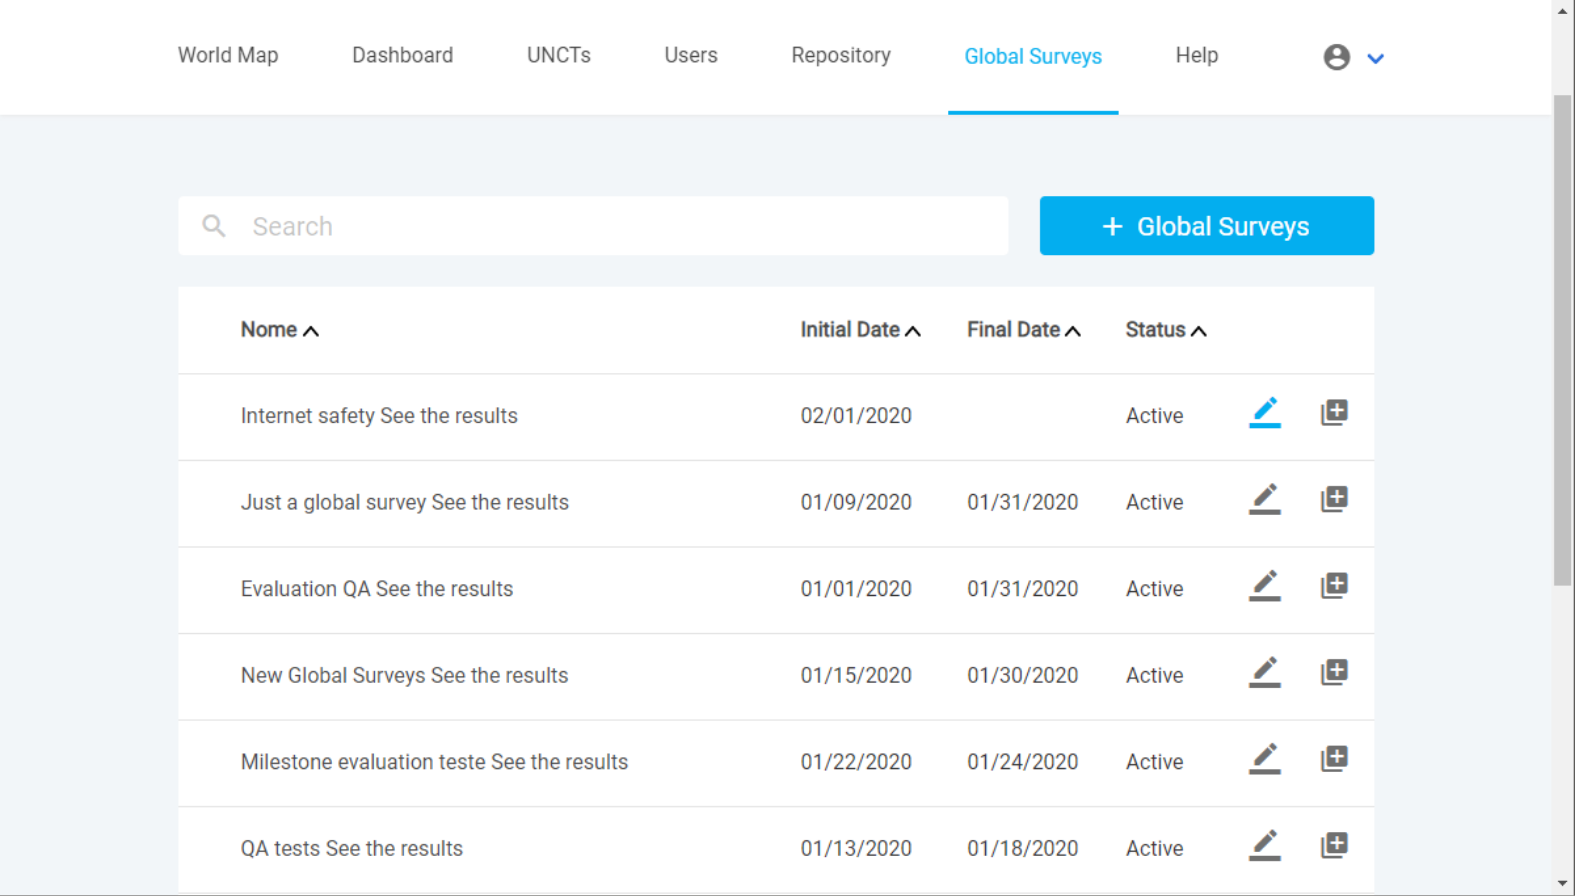 World Map Dashboard UNCTs Users Repository Global Surveys Help
Search + Global Surveys
Nome Initial Date Final Date Status
Internet safety See the results 02/01/2020 Active
Just a global survey See the results 01/09/2020 01/31/2020 Active
Evaluation QA See the results 01/01/2020 01/31/2020 Active
New Global Surveys See the results 01/15/2020 01/30/2020 Active
Milestone evaluation teste See the results 01/22/2020 01/24/2020 Active
QA tests See the results 01/13/2020 01/18/2020 Active